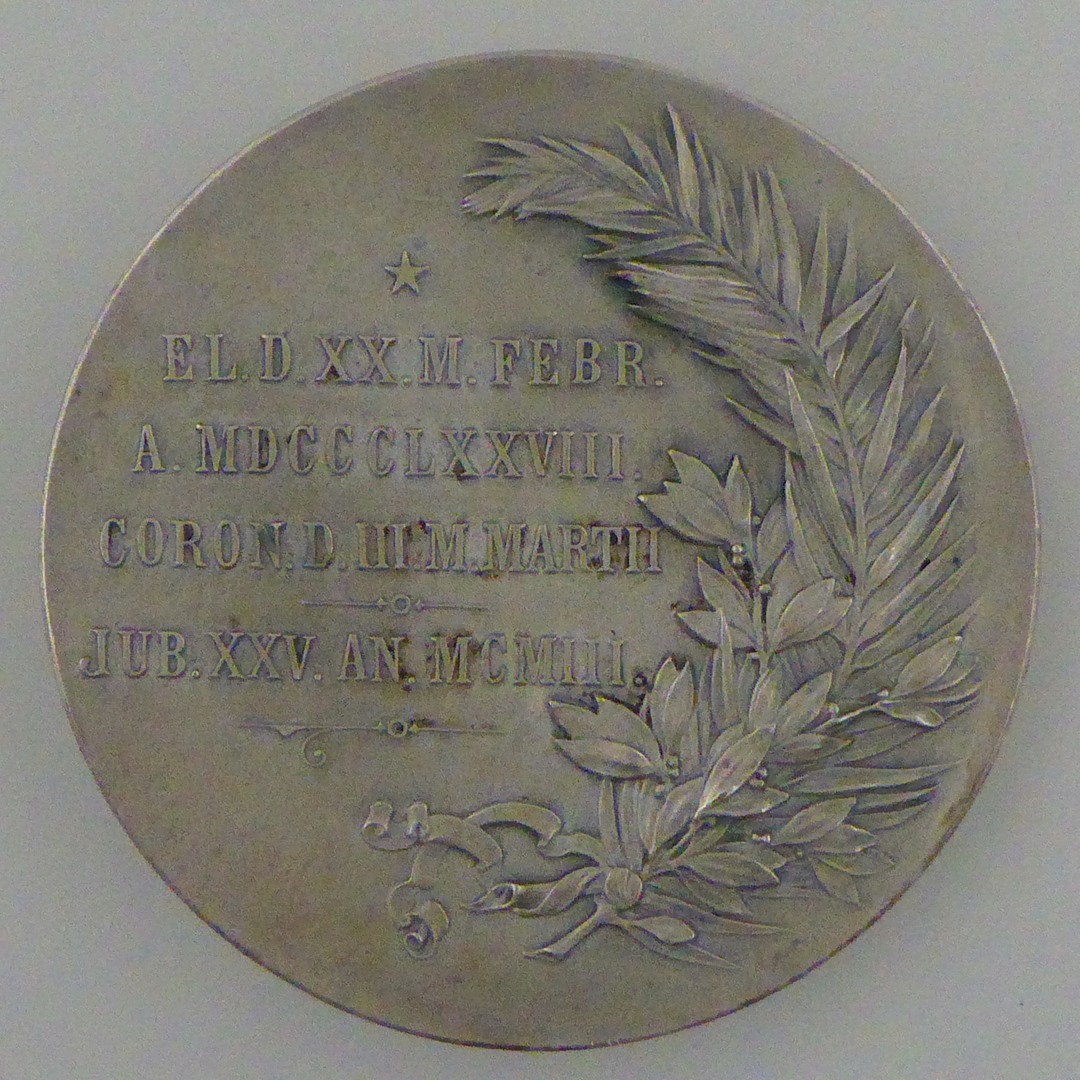 EL. D. XX. M. FEBR.
A. MDCCCLXXVIII.
CORON. D. III. M. MARTII
JUB. XXV. AN. MCMIII.